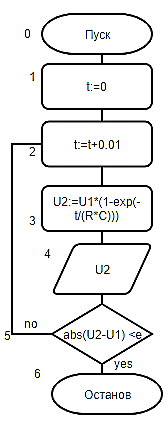 0
Пуск
1
t:=0
2
t:=t+0.01
3
U2:=U1*(1-exp(-
t/(R*C)))
4
U2
5
no
abs(U2-U1) <e
yes
6
Останов